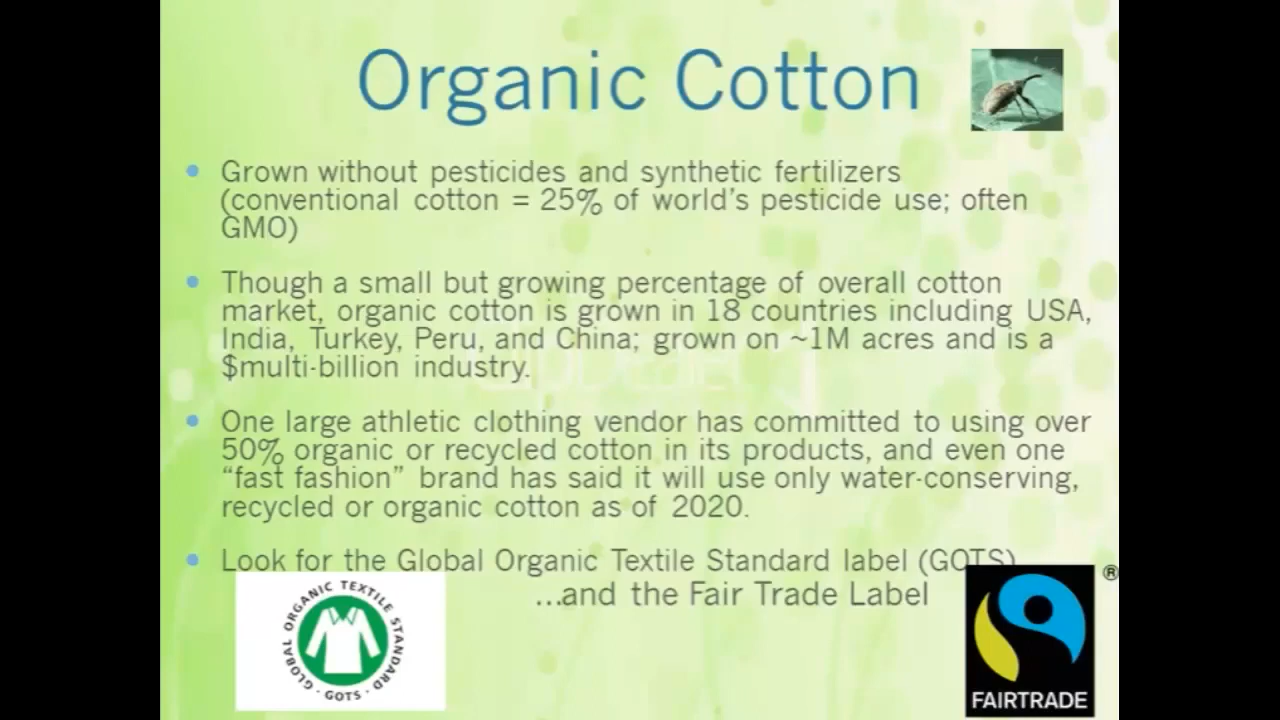 Organic Cotton
• Grown without pesticides and synthetic fertilizers
(conventional cotton = 25% of world's pesticide use; often
GMO)
• Though a small but growing percentage of overall cotton
market, organic cotton is grown in 18 countries including USA,
India, Turkey, Peru, and China; grown on ~1M acres and is a
$multi-billion industry.
• One large athletic clothing vendor has committed to using over
50% organic or recycled cotton in its products, and even one
“fast fashion” brand has said it will use only water-conserving,
recycled or organic cotton as of 2020.
• Look for the Global Organic Textile Standard label (GOTS)
...and the Fair Trade Label
GLOBAL ORGANIC TEXTILE STANDARD · GOTS ·
FAIRTRADE
®